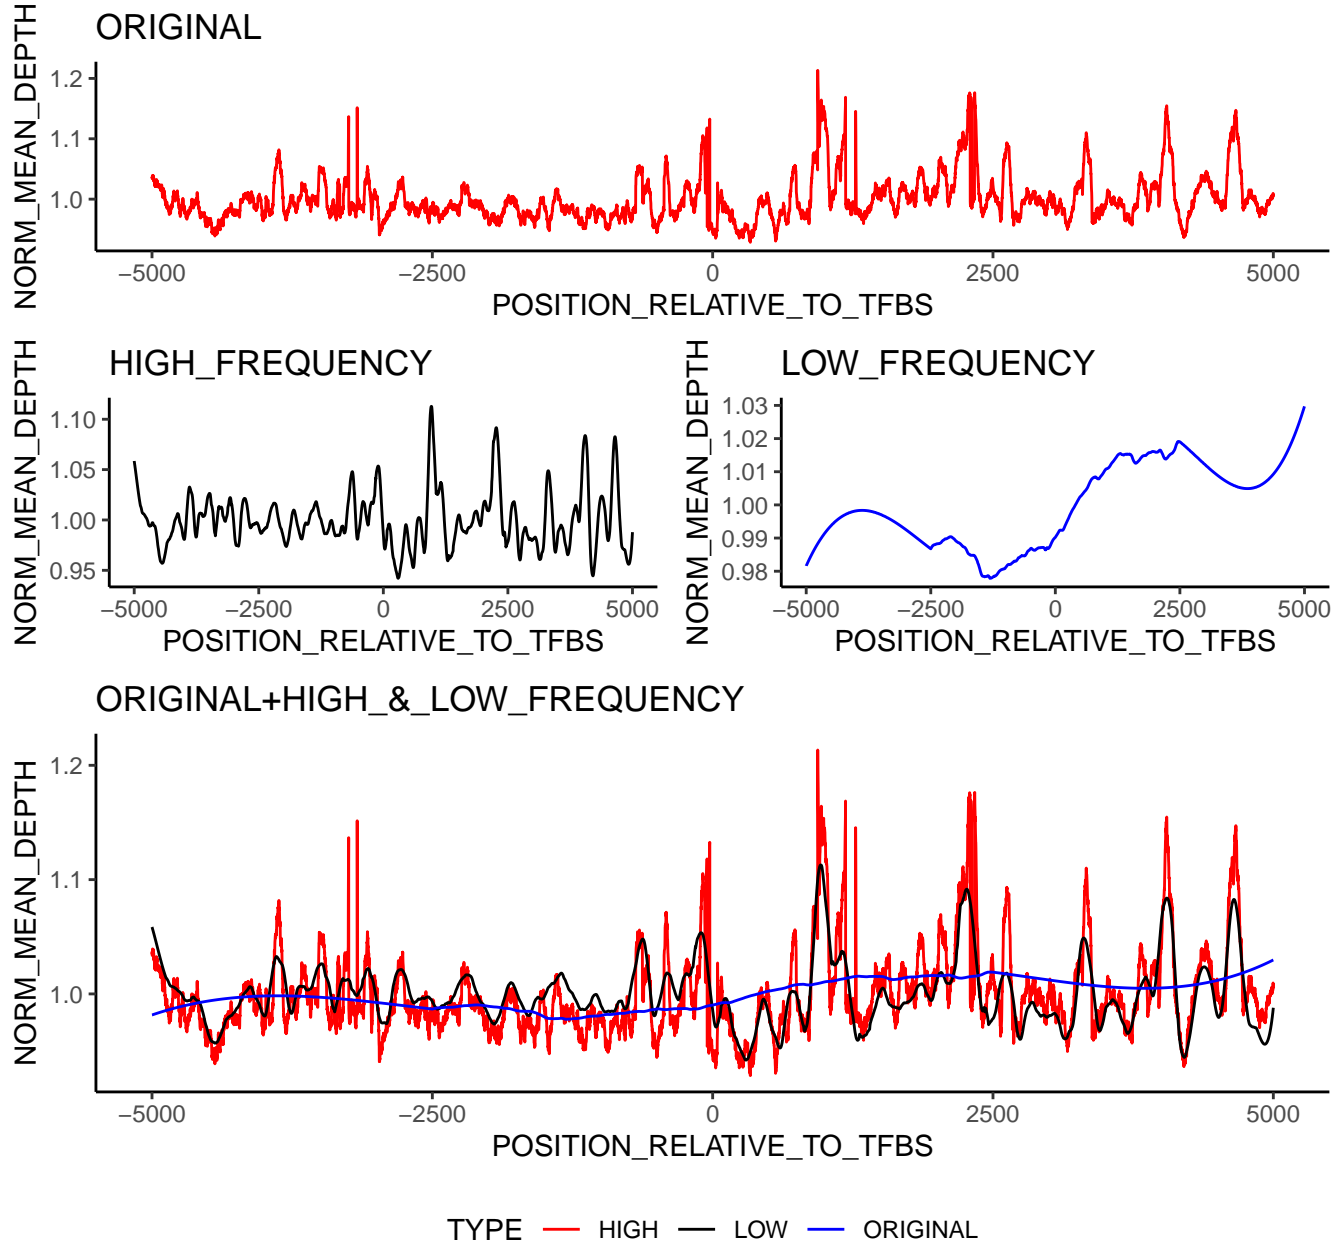 ORIGINAL
NORM_MEAN_DEPTH
1.2
1.1
1.0
−5000 −2500 0 2500 5000
POSITION_RELATIVE_TO_TFBS
HIGH_FREQUENCY
NORM_MEAN_DEPTH
1.10
1.05
1.00
0.95
−5000 −2500 0 2500 5000
POSITION_RELATIVE_TO_TFBS
LOW_FREQUENCY
NORM_MEAN_DEPTH
1.03
1.02
1.01
1.00
0.99
0.98
−5000 −2500 0 2500 5000
POSITION_RELATIVE_TO_TFBS
ORIGINAL+HIGH_&_LOW_FREQUENCY
NORM_MEAN_DEPTH
1.2
1.1
1.0
−5000 −2500 0 2500 5000
POSITION_RELATIVE_TO_TFBS
TYPE HIGH LOW ORIGINAL